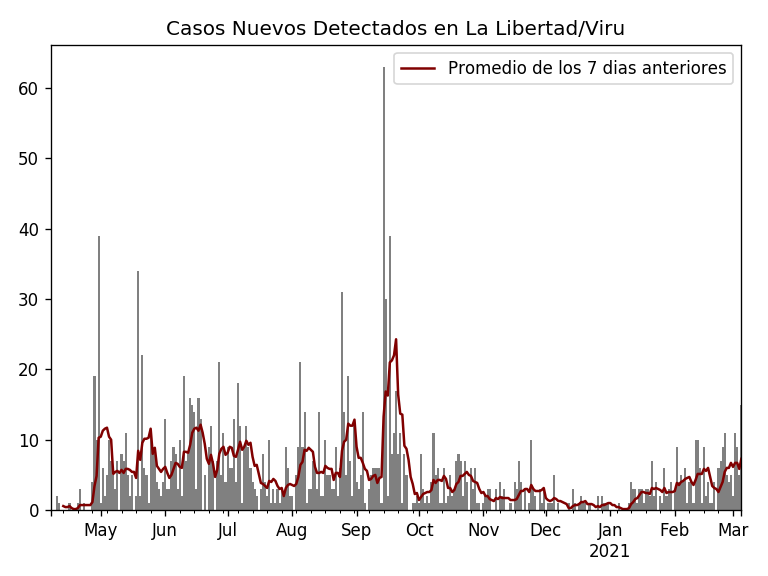 Casos Nuevos Detectados en La Libertad/Viru
Promedio de los 7 dias anteriores
60
50
40
30
20
10
0
May Jun Jul Aug Sep Oct Nov Dec Jan Feb Mar
2021